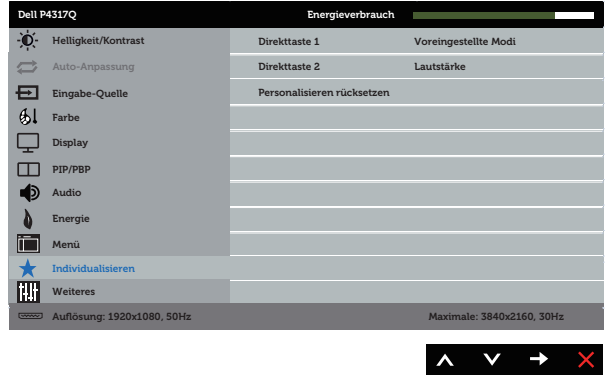 Dell P4317Q Energieverbrauch
Helligkeit/Kontrast Direkttaste 1 Voreingestellte Modi
Auto-Anpassung Direkttaste 2 Lautstärke
Eingabe-Quelle Personalisieren rücksetzen
Farbe
Display
PIP/PBP
Audio
Energie
Menü
Individualisieren
Weiteres
Auflösung: 1920x1080, 50Hz Maximale: 3840x2160, 30Hz